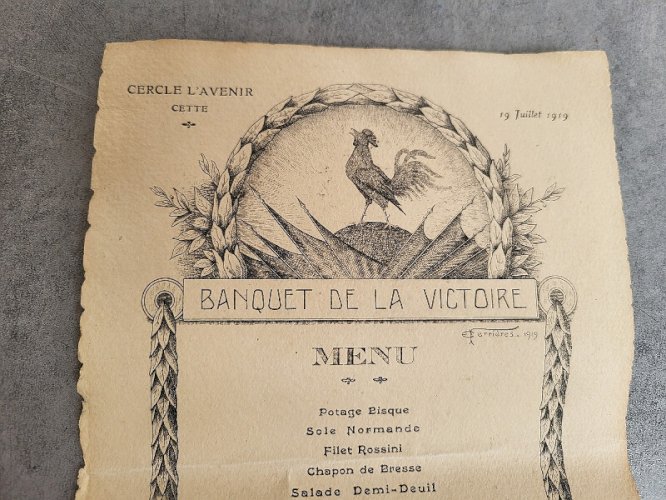 CERCLE L'AVENIR
CETTE
19 Juillet 1919
BANQUET DE LA VICTOIRE
1919
MENU
Potage Bisque
Sole Normande
Filet Rossini
Chapon de Bresse
Salade Demi-Deuil